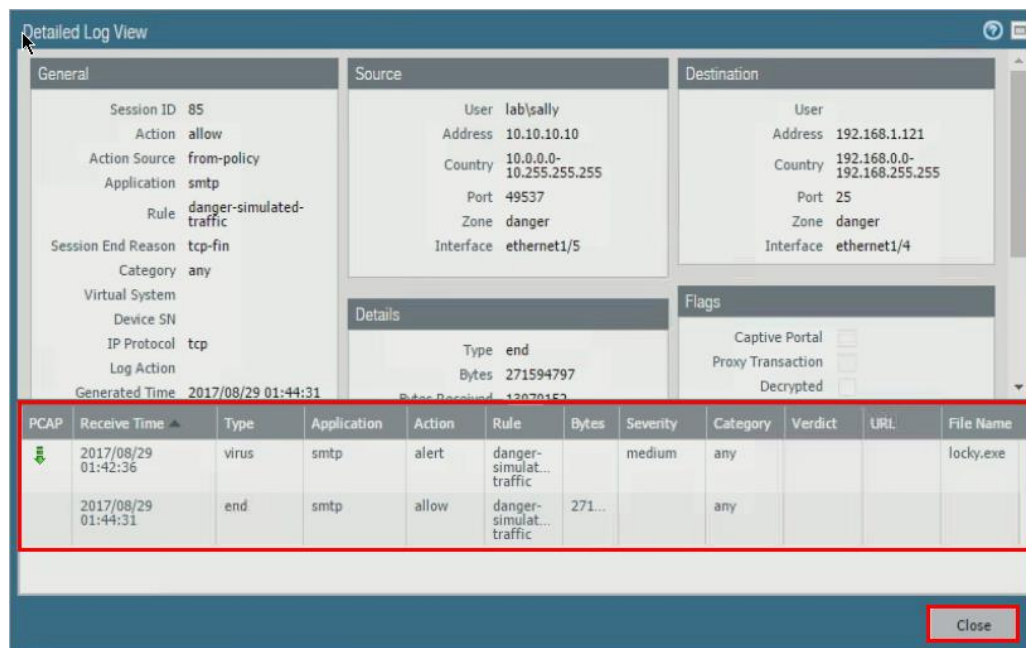 Detailed Log View
General
Session ID 85
Action allow
Action Source from-policy
Application smtp
Rule danger-simulated-
traffic
Session End Reason tcp-fin
Category any
Virtual System
Device SN
IP Protocol tcp
Log Action
Generated Time 2017/08/29 01:44:31
Source
User lab\sally
Address 10.10.10.10
Country 10.0.0.0-
10.255.255.255
Port 49537
Zone danger
Interface ethernet1/5
Details
Type end
Bytes 271594797
Bytes Received 13970152
Destination
User
Address 192.168.1.121
Country 192.168.0.0-
192.168.255.255
Port 25
Zone danger
Interface ethernet1/4
Flags
Captive Portal
Proxy Transaction
Decrypted
PCAP Receive Time Type Application Action Rule Bytes Severity Category Verdict URL File Name
2017/08/29 virus smtp alert danger- medium any locky.exe
01:42:36 simulat...
traffic
2017/08/29 end smtp allow danger- 271... any
01:44:31 simulat...
traffic
Close